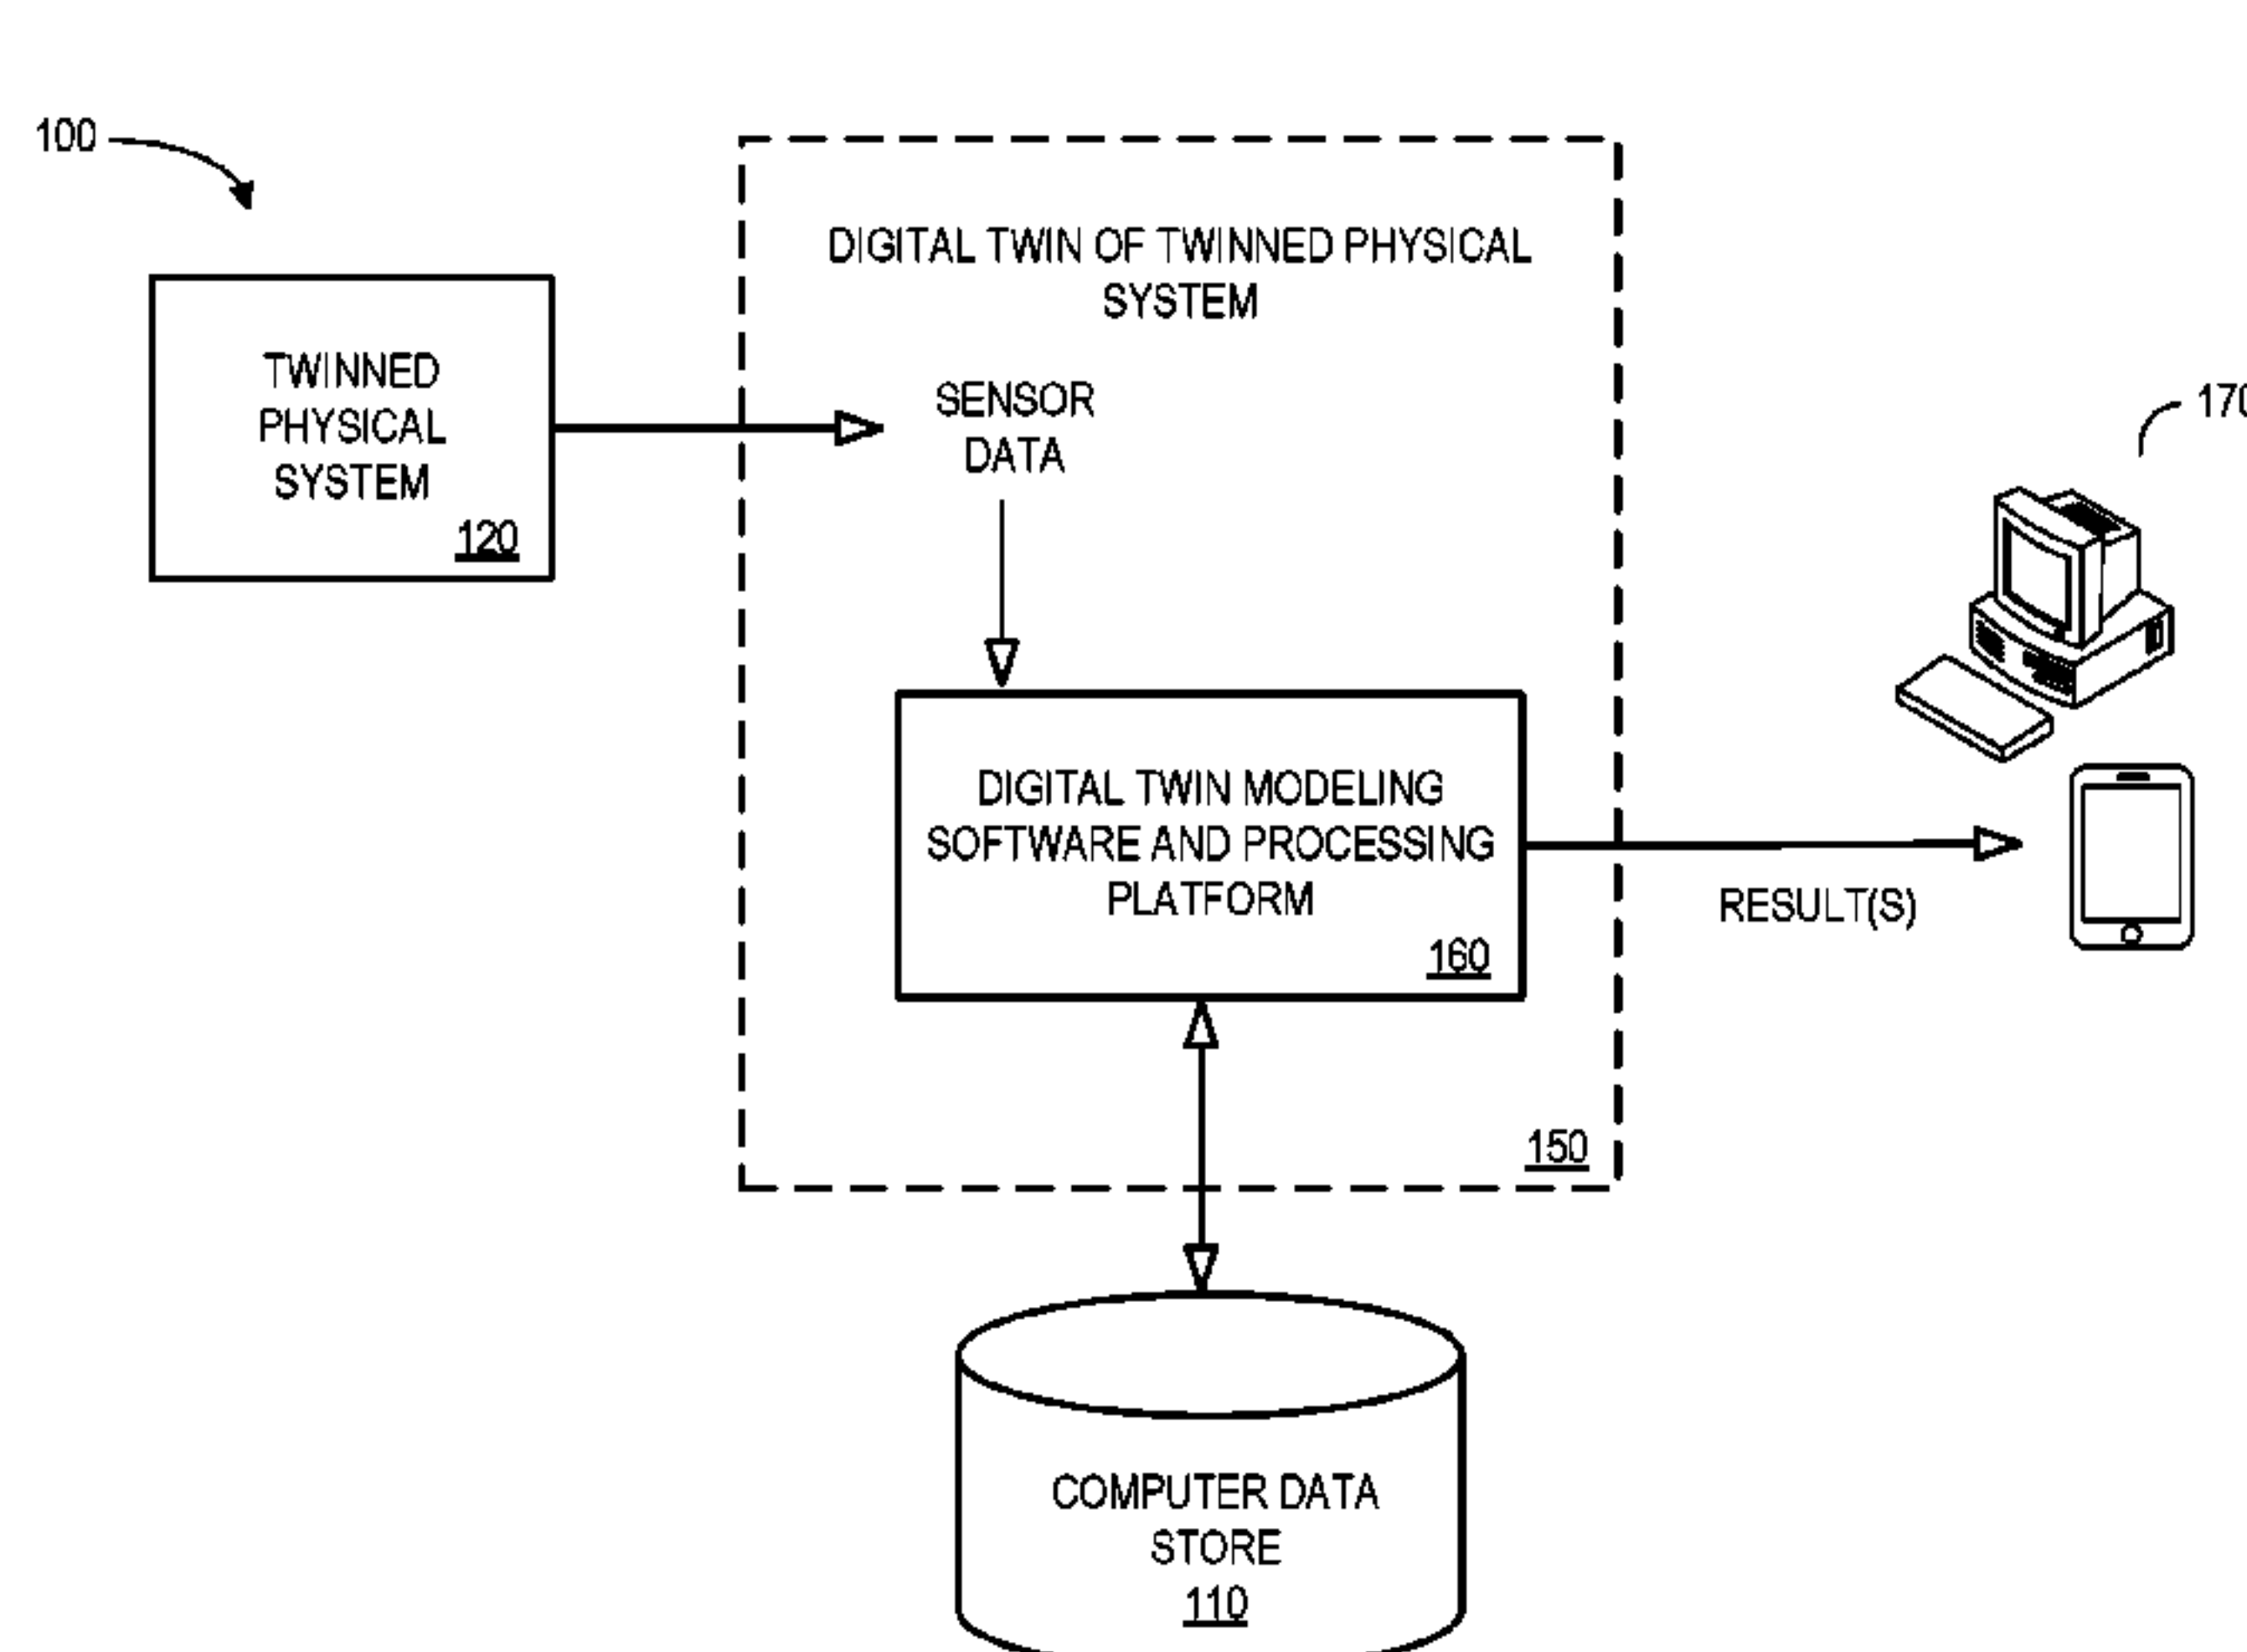 100
DIGITAL TWIN OF TWINNED PHYSICAL
SYSTEM
TWINNED
PHYSICAL
SYSTEM
120
SENSOR
DATA
170
DIGITAL TWIN MODELING
SOFTWARE AND PROCESSING
PLATFORM
160
RESULT(S)
150
COMPUTER DATA
STORE
110